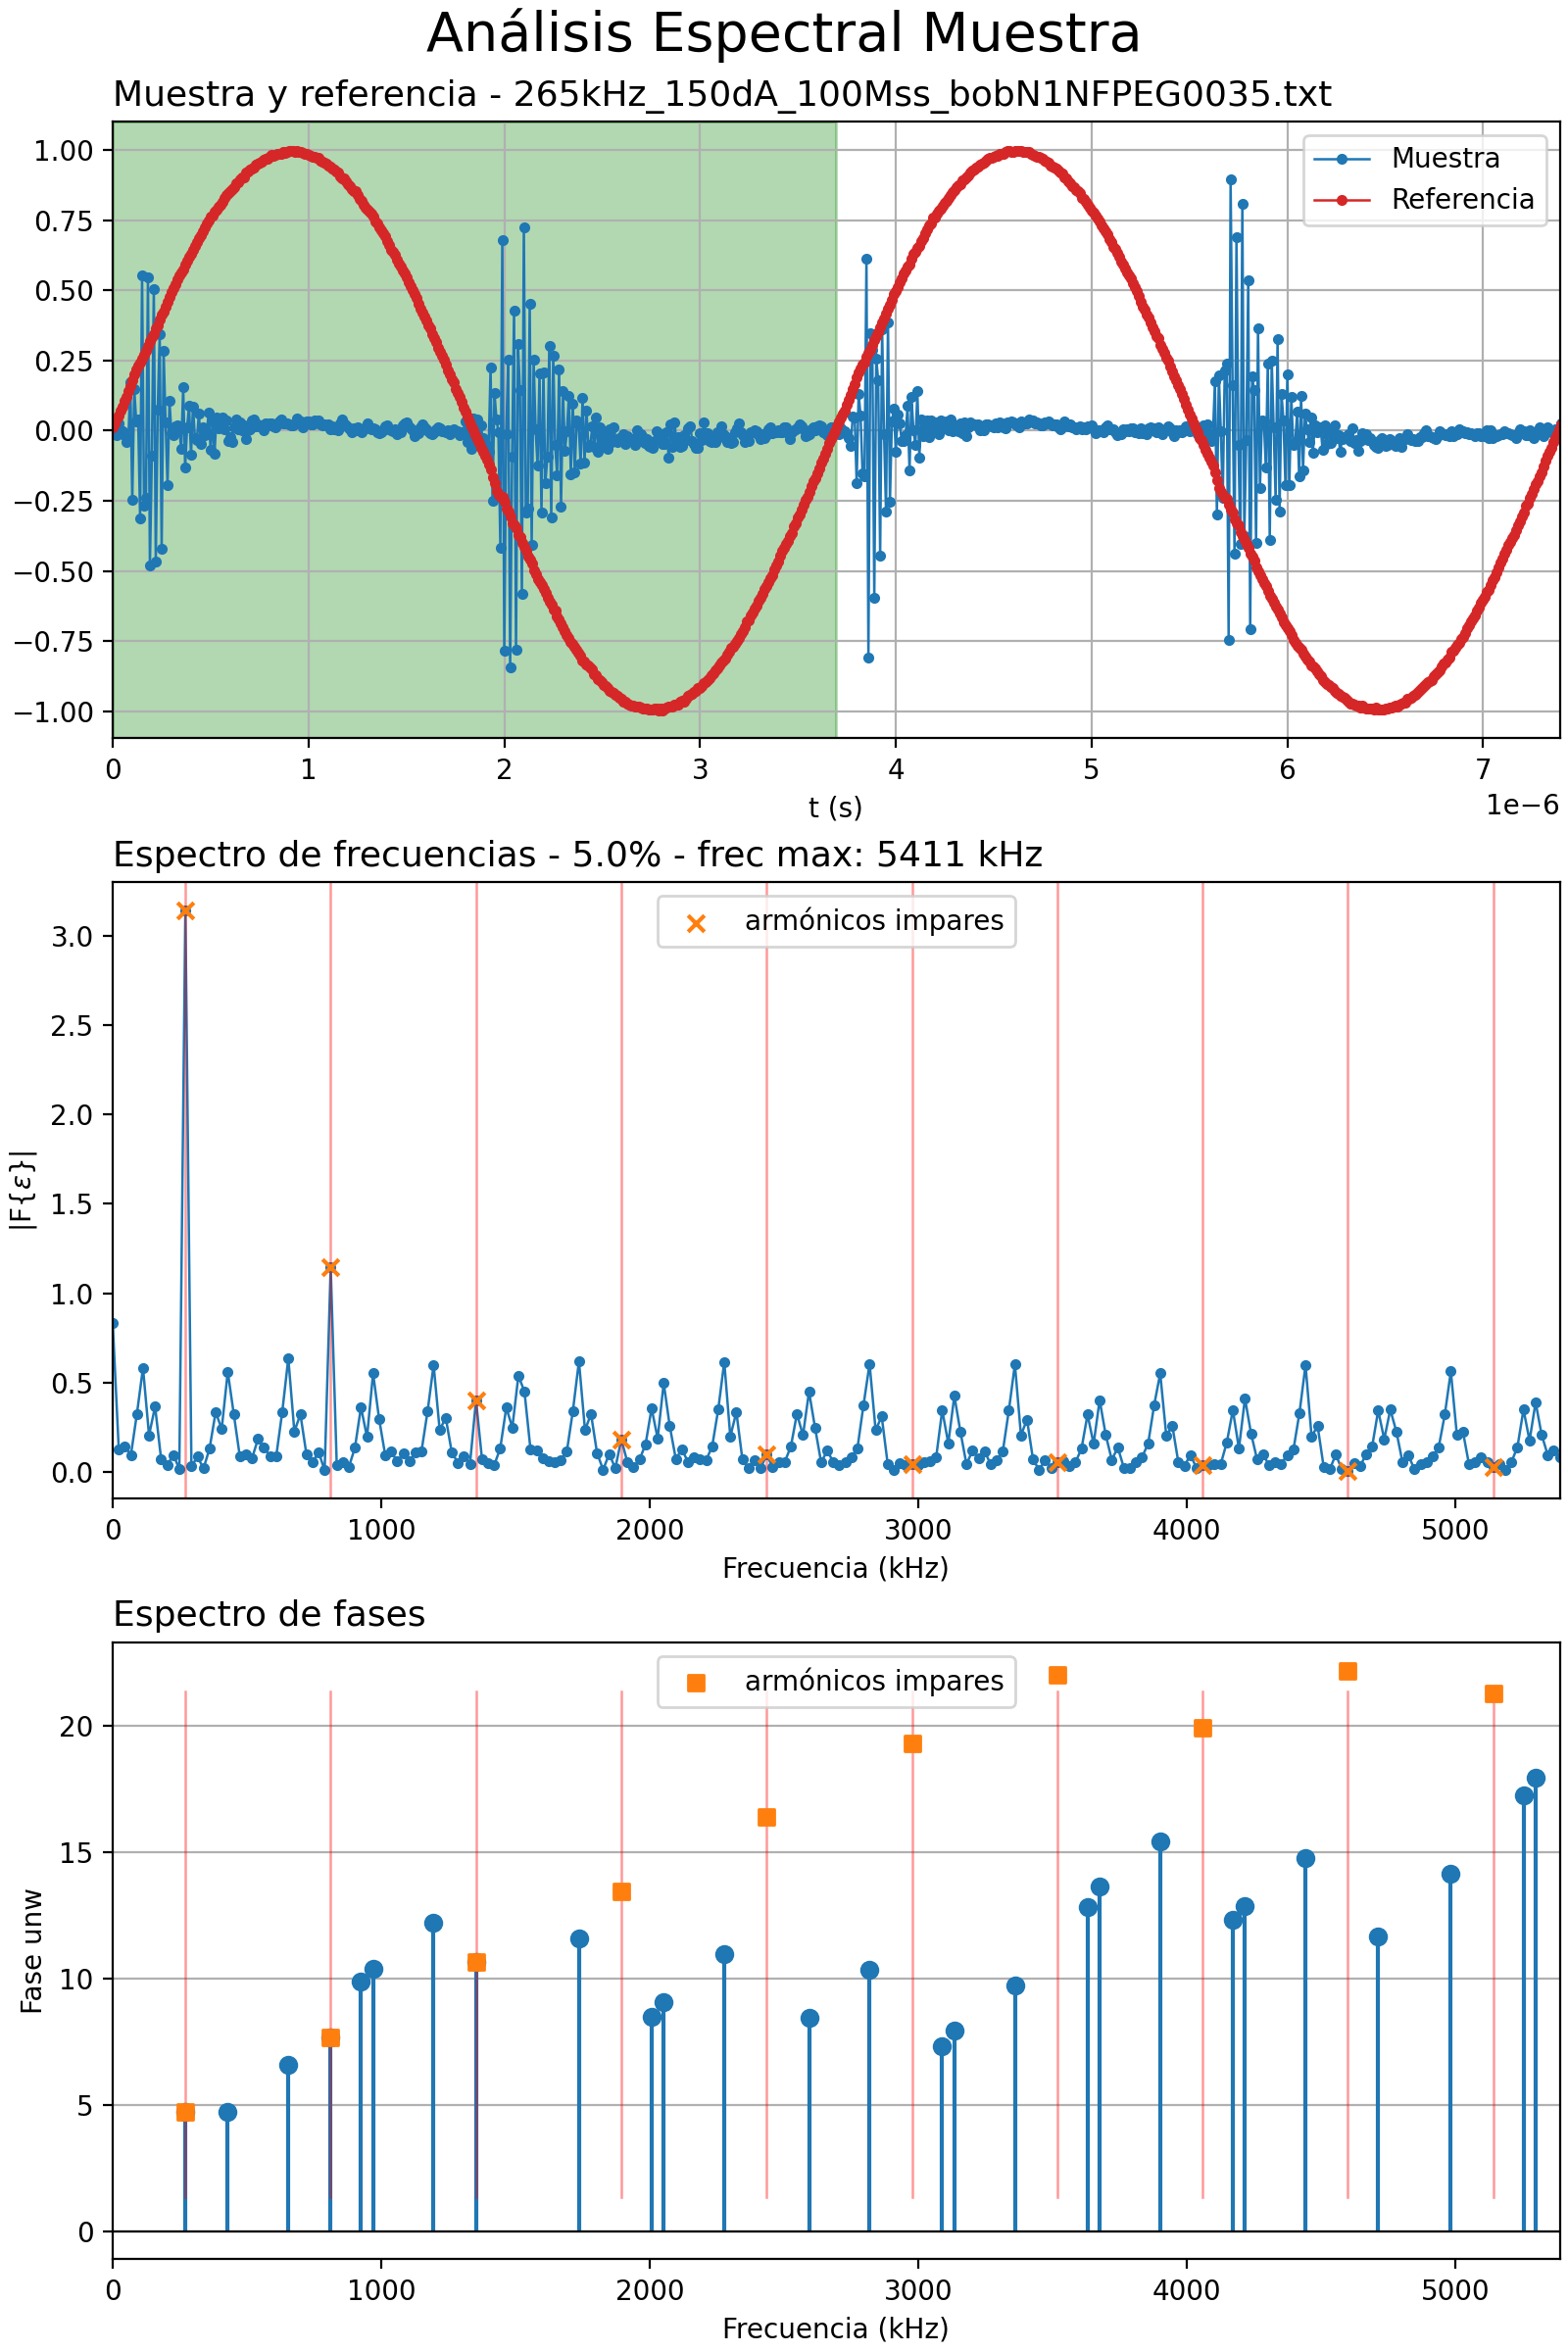 Análisis Espectral Muestra
Muestra y referencia - 265kHz_150dA_100Mss_bobN1NFPEG0035.txt
1.00
0.75
0.50
0.25
0.00
−0.25
−0.50
−0.75
−1.00
Muestra
Referencia
0 1 2 3 4 5 6 7
1e−6
t (s)
Espectro de frecuencias - 5.0% - frec max: 5411 kHz
armónicos impares
|F{ε}|
3.0
2.5
2.0
1.5
1.0
0.5
0.0
0 1000 2000 3000 4000 5000
Frecuencia (kHz)
Espectro de fases
armónicos impares
Fase unw
20
15
10
5
0
0 1000 2000 3000 4000 5000
Frecuencia (kHz)